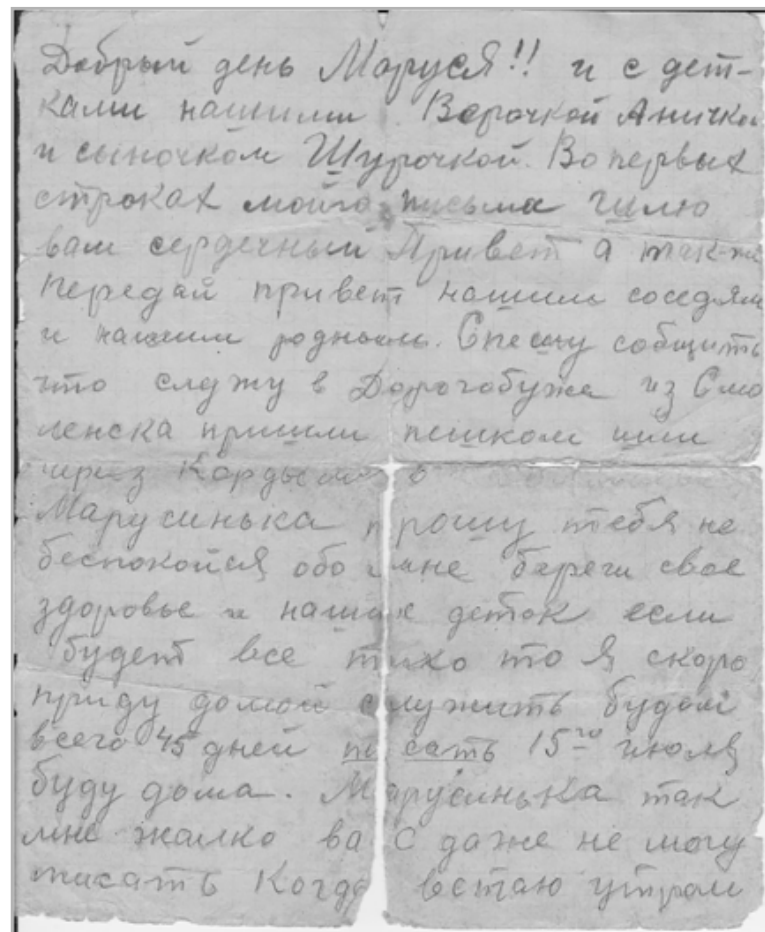 Добрый день Маруся!! и с дет-
ками нашими Верочкой Аничко
и сыночком Шурочкой. Во первых
строках мойго письма шлю
вам сердечный Привет а так-же
передай привет нашим соседям
и нашим родным. Спешу собщить
что служу в Дорогобуже из Смо
ленска пришли пешком шли
через
Марусинька прошу тебя не
беспокойся обо мне береги свое
здоровье и наших деток если
будет все тихо то я скоро
приду домой служить будем
всего 45 дней писать 15го июля
буду дома. Марусинька так
мне жалко вас даже не могу
писать Когда встаю утром